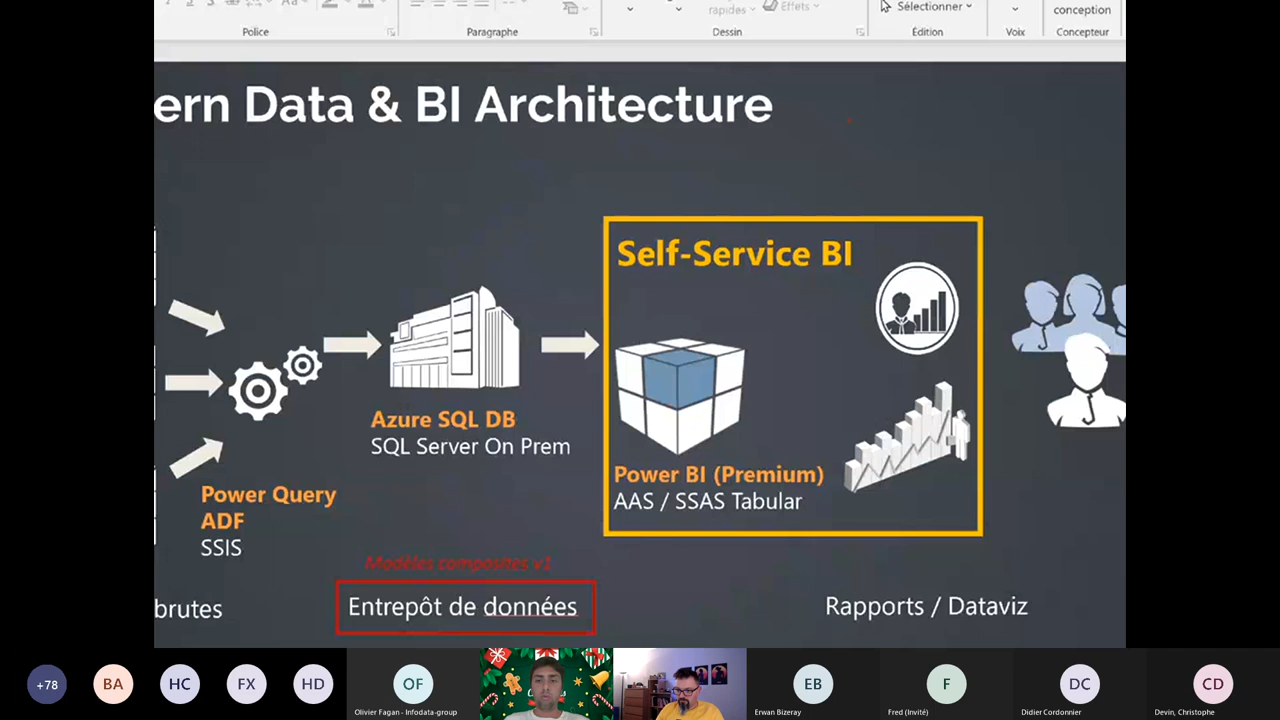 Aa
rapides
Effets
Sélectionner
conception
Police
Paragraphe
Dessin
Édition
Voix
Concepteur
ern Data & BI Architecture
Self-Service BI
Azure SQL DB
SQL Server On Prem
Power BI (Premium)
AAS / SSAS Tabular
Power Query
ADF
SSIS
Modèles composites v1
brutes
Entrepôt de données
Rapports / Dataviz
+78
BA
HC
FX
HD
OF
EB
F
DC
CD
Olivier Fagan - Infodata-group
Erwan Bizeray
Fred (Invité)
Didier Cordonnier
Devin, Christophe